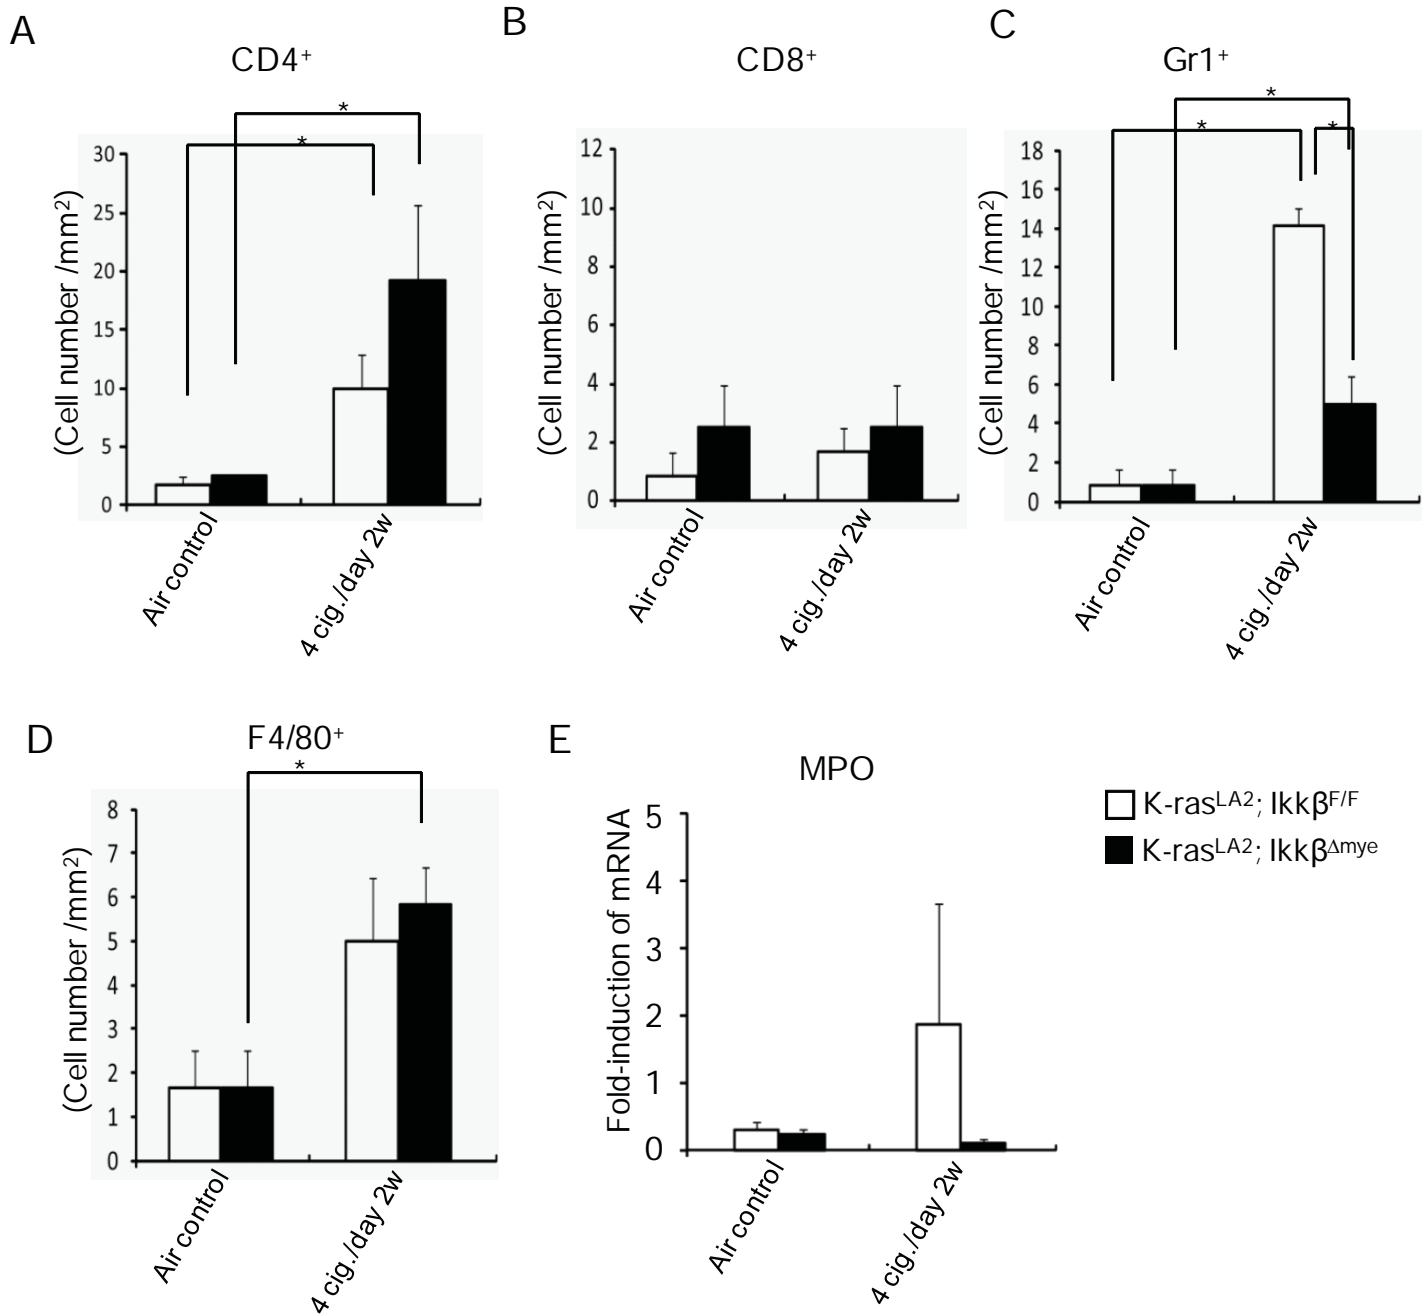 A
CD4⁺
*
*
(Cell number /mm²)
30
25
20
15
10
5
0
Air control
4 cig./day 2w
B
CD8⁺
(Cell number /mm²)
12
10
8
6
4
2
0
Air control
4 cig./day 2w
C
Gr1⁺
*
*
*
(Cell number /mm²)
18
16
14
12
10
8
6
4
2
0
Air control
4 cig./day 2w
D
F4/80⁺
*
(Cell number /mm²)
8
7
6
5
4
3
2
1
0
Air control
4 cig./day 2w
E
MPO
Fold-induction of mRNA
5
4
3
2
1
0
Air control
4 cig./day 2w
K-rasᴸᴬ²; Ikkβᶠ/ᶠ
K-rasᴸᴬ²; Ikkβᐞᵐʸᵉ